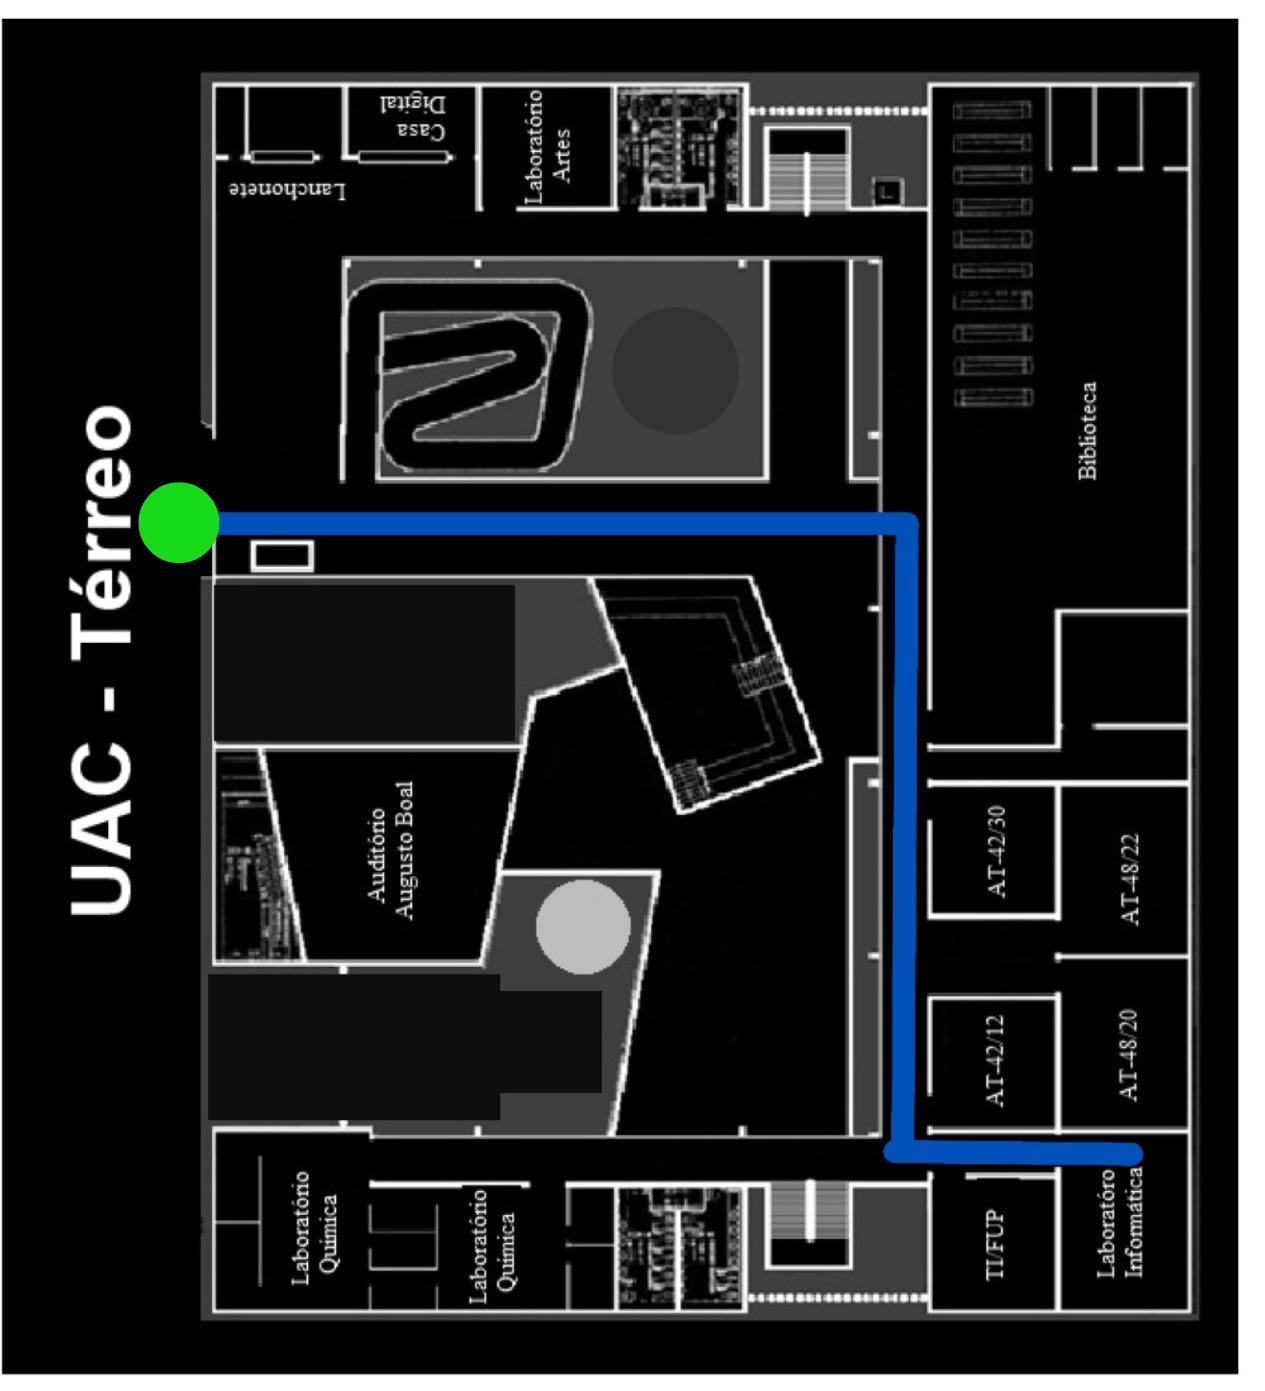 UAC - Térreo
Laboratório
Química
Auditório
Augusto Boal
Lanchonete
Casa
Digital
Laboratório
Química
Laboratório
Artes
TI/FUP
AT-42/12
AT-42/30
Biblioteca
Laboratóro
Informática
AT-48/20
AT-48/22